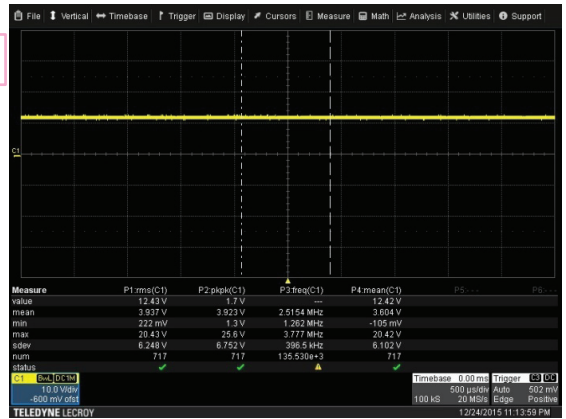 File Vertical Timebase Trigger Display Cursors Measure Math Analysis Utilities Support
C1
Measure P1:rms(C1) P2:pkpk(C1) P3:freq(C1) P4:mean(C1) P5:- - - P6:- - -
value 12.43 V 1.7 V --- 12.42 V
mean 3.937 V 3.923 V 2.5154 MHz 3.604 V
min 222 mV 1.3 V 1.262 MHz -105 mV
max 20.43 V 25.6 V 3.777 MHz 20.42 V
sdev 6.248 V 6.752 V 396.5 kHz 6.102 V
num 717 717 135.530e+3 717
status
C1 BwL DC1M Timebase 0.00 ms Trigger C3 DC
10.0 V/div 500 µs/div Auto 502 mV
-600 mV ofst 100 kS 20 MS/s Edge Positive
TELEDYNE LECROY 12/24/2015 11:13:59 PM